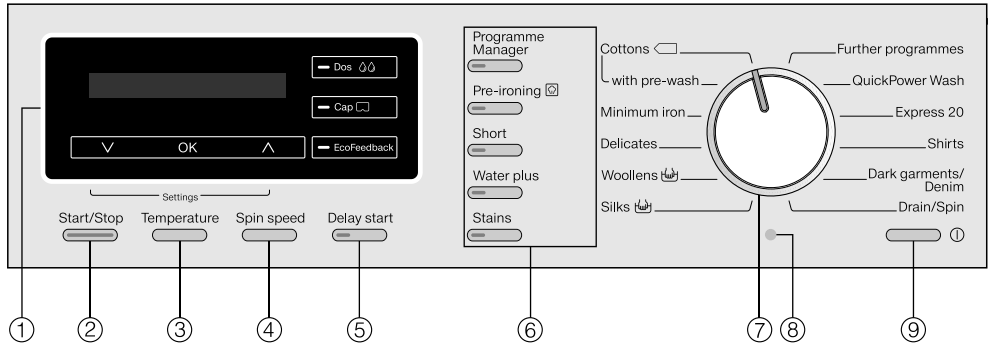 Dos
Cap
EcoFeedback
OK
Settings
Start/Stop
Temperature
Spin speed
Delay start
Programme
Manager
Pre-ironing
Short
Water plus
Stains
Cottons
with pre-wash
Minimum iron
Delicates
Woollens
Silks
Further programmes
QuickPower Wash
Express 20
Shirts
Dark garments/
Denim
Drain/Spin
1
2
3
4
5
6
7
8
9